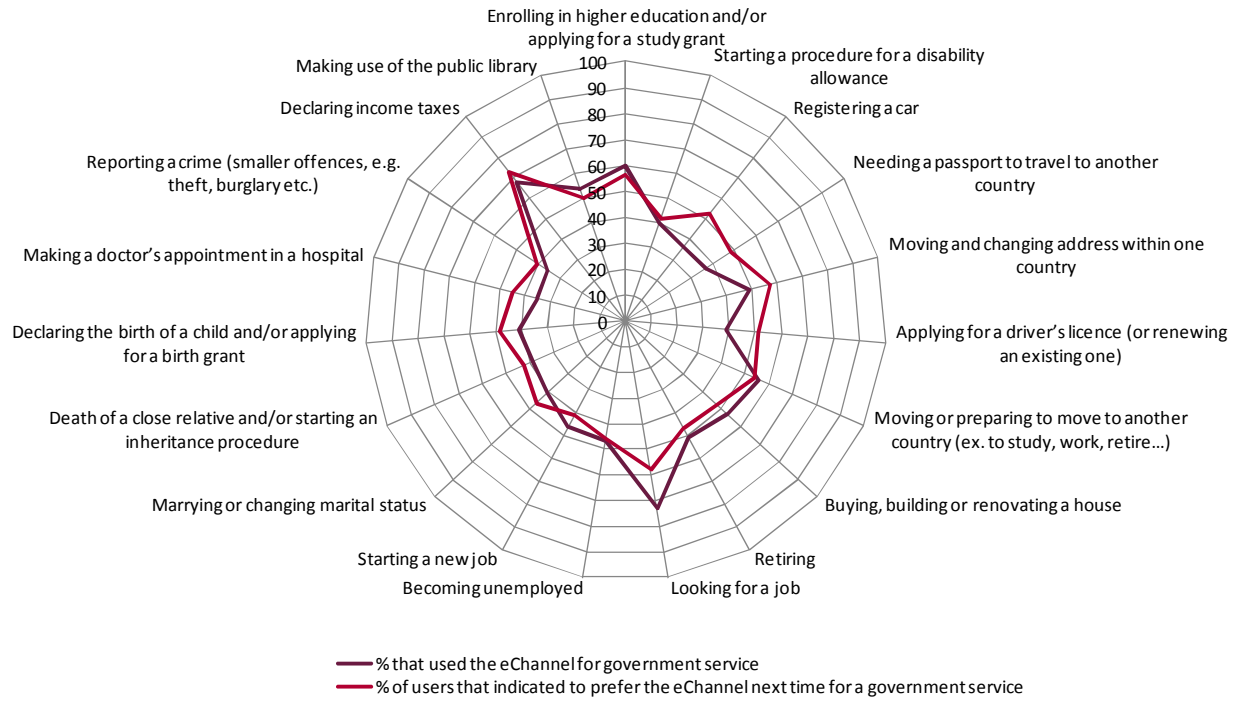 Enrolling in higher education and/or
applying for a study grant
Starting a procedure for a disability
allowance
Registering a car
Needing a passport to travel to another
country
Moving and changing address within one
country
Applying for a driver's licence (or renewing
an existing one)
Moving or preparing to move to another
country (ex. to study, work, retire…)
Buying, building or renovating a house
Retiring
Looking for a job
Becoming unemployed
Starting a new job
Marrying or changing marital status
Death of a close relative and/or starting an
inheritance procedure
Declaring the birth of a child and/or applying
for a birth grant
Making a doctor's appointment in a hospital
Reporting a crime (smaller offences, e.g.
theft, burglary etc.)
Declaring income taxes
Making use of the public library
100
90
80
70
60
50
40
30
20
10
0
% that used the eChannel for government service
% of users that indicated to prefer the eChannel next time for a government service